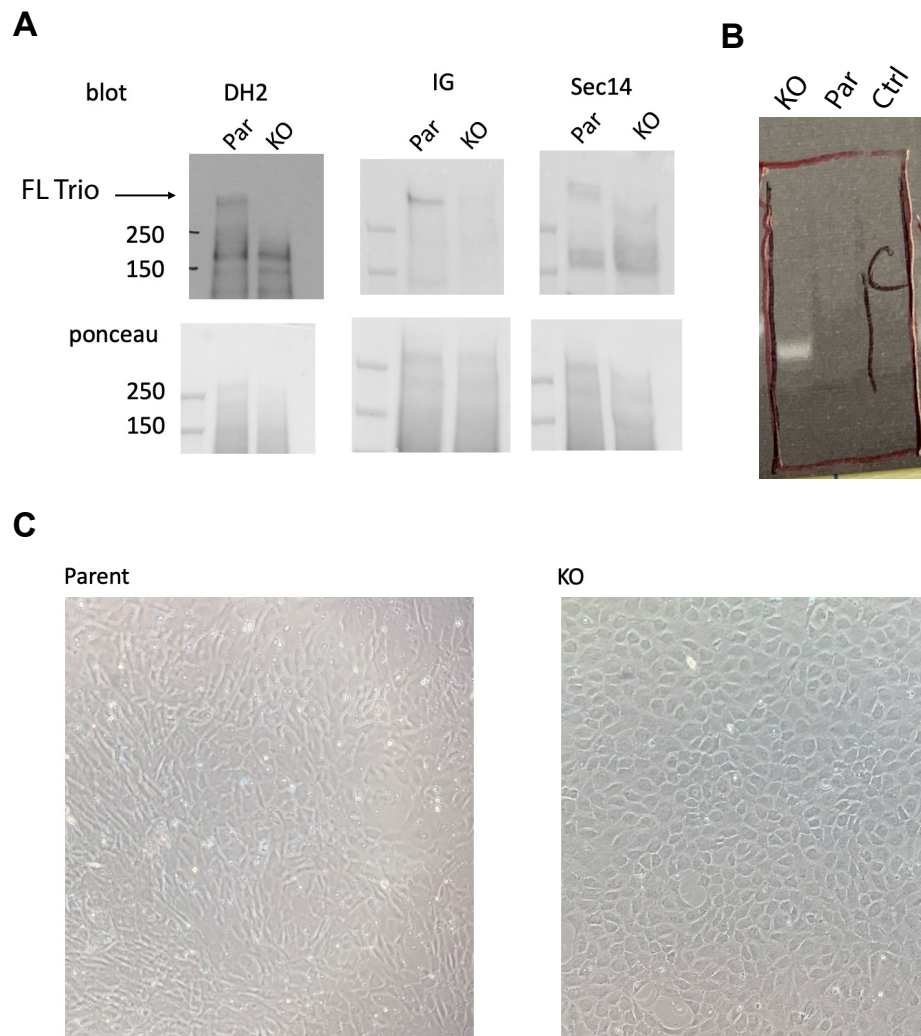 A
B
blot
DH2
IG
Sec14
Par
KO
Par
KO
Par
KO
KO
Par
Ctrl
FL Trio
250
150
ponceau
250
150
C
Parent
KO